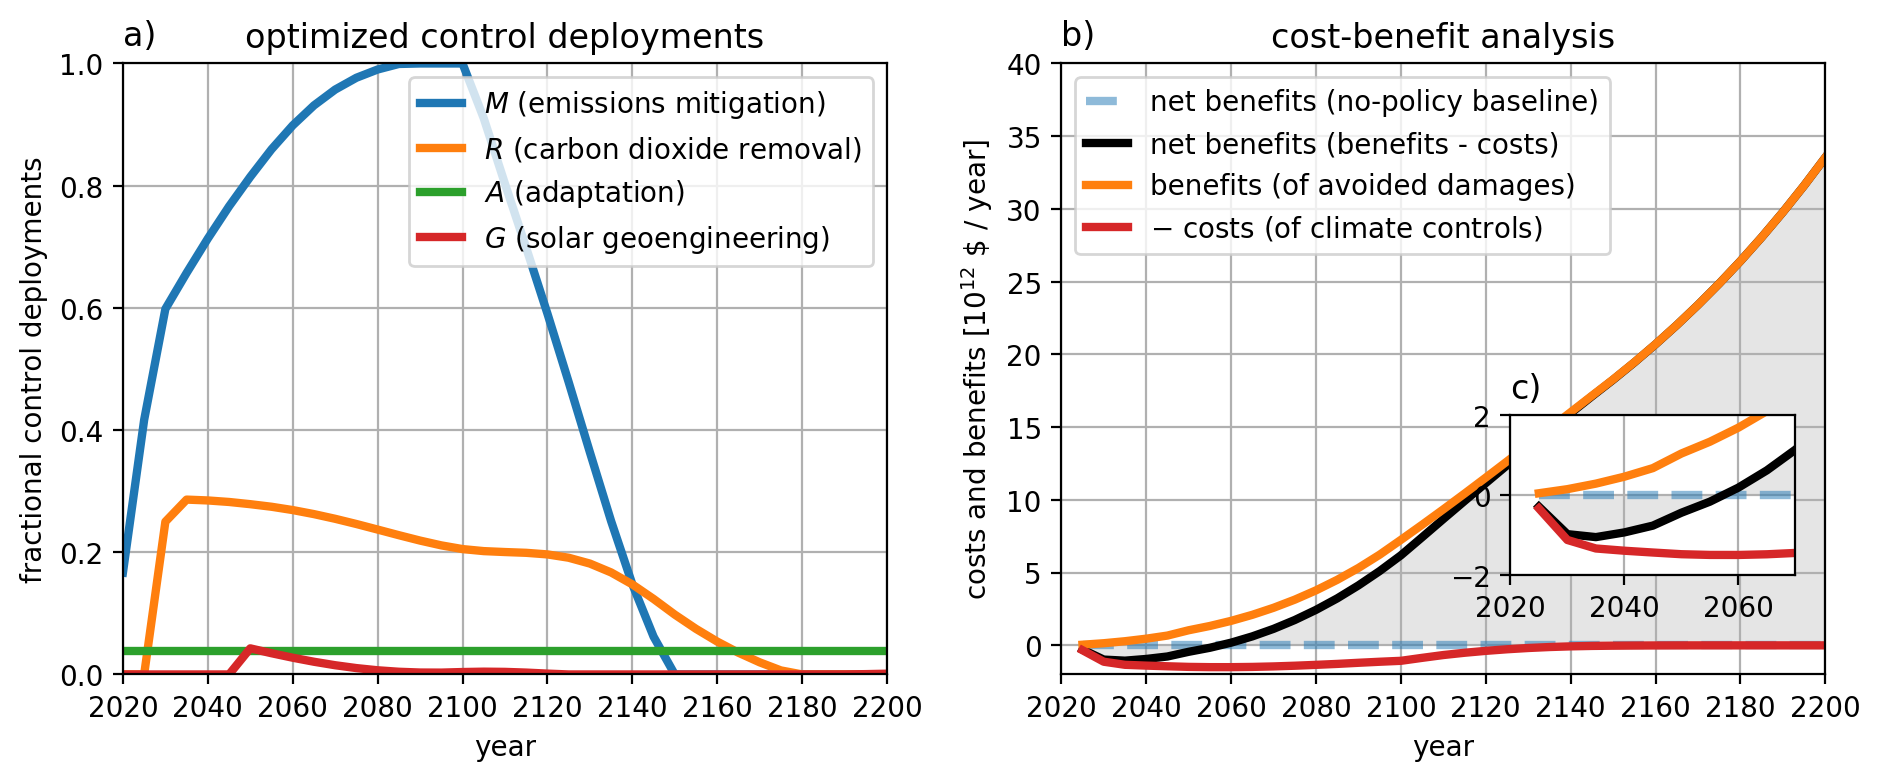 a)
optimized control deployments
1.0
0.8
0.6
0.4
0.2
0.0
fractional control deployments
M (emissions mitigation)
R (carbon dioxide removal)
A (adaptation)
G (solar geoengineering)
2020 2040 2060 2080 2100 2120 2140 2160 2180 2200
year
b)
cost-benefit analysis
40
35
30
25
20
15
10
5
0
costs and benefits [10¹² $ / year]
net benefits (no-policy baseline)
net benefits (benefits - costs)
benefits (of avoided damages)
− costs (of climate controls)
c)
2
0
−2
2020 2040 2060
2020 2040 2060 2080 2100 2120 2140 2160 2180 2200
year